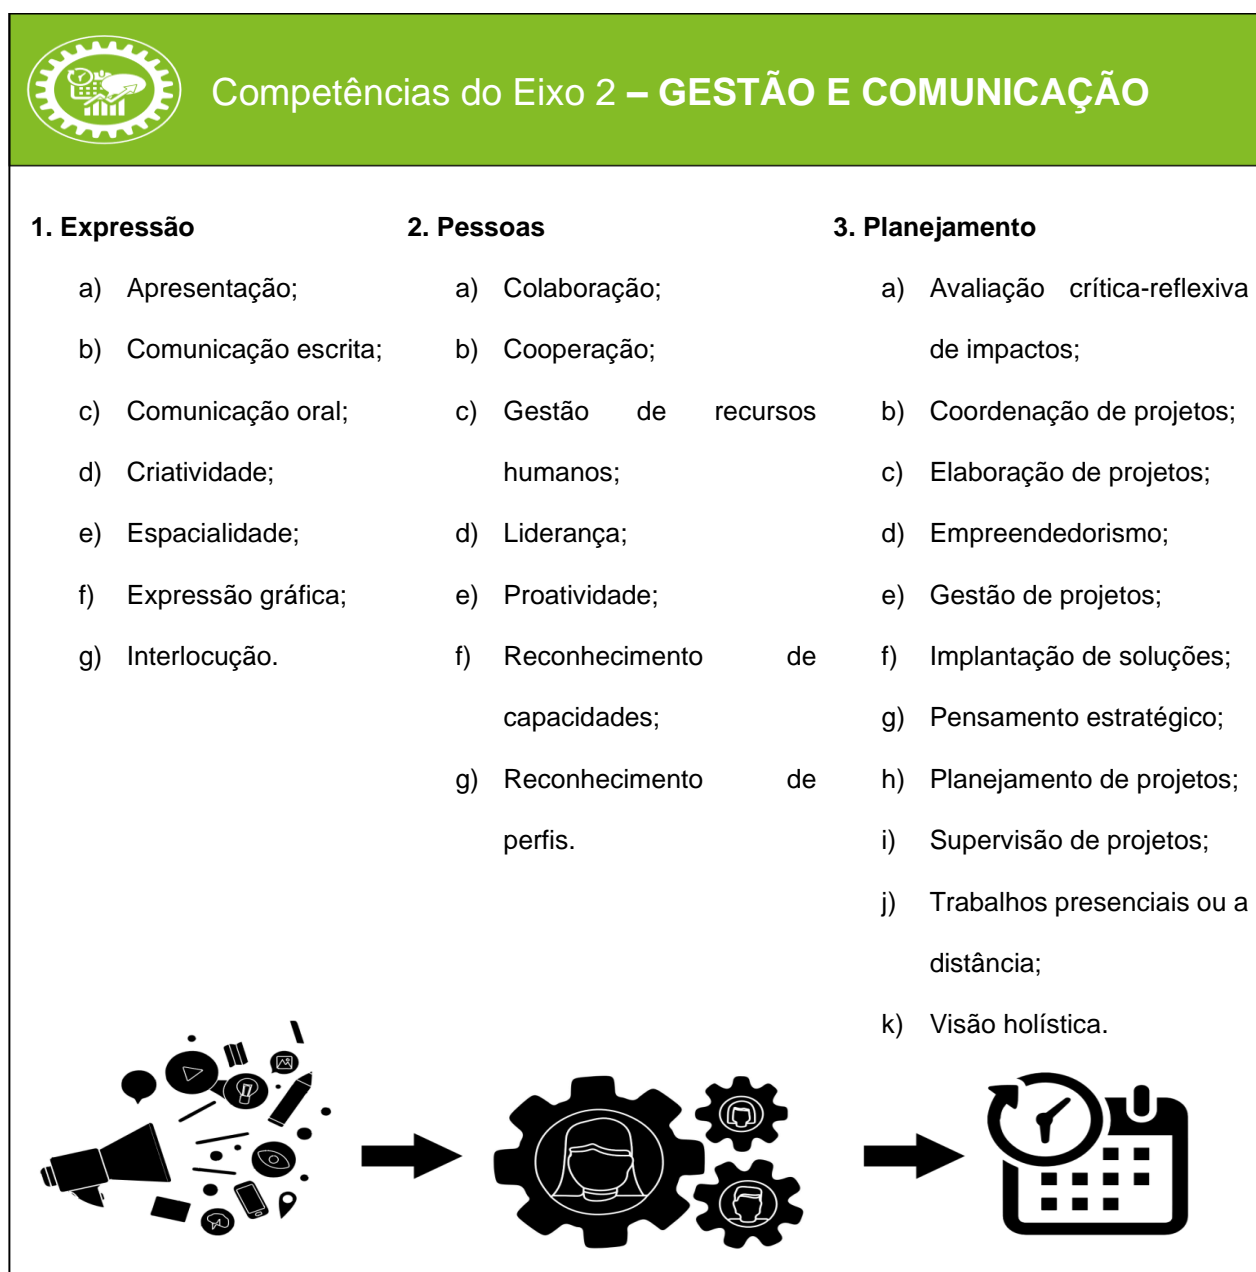 Competências do Eixo 2 – GESTÃO E COMUNICAÇÃO
1. Expressão
a) Apresentação;
b) Comunicação escrita;
c) Comunicação oral;
d) Criatividade;
e) Espacialidade;
f) Expressão gráfica;
g) Interlocução.
2. Pessoas
a) Colaboração;
b) Cooperação;
c) Gestão de recursos
humanos;
d) Liderança;
e) Proatividade;
f) Reconhecimento de
capacidades;
g) Reconhecimento de
perfis.
3. Planejamento
a) Avaliação crítica-reflexiva
de impactos;
b) Coordenação de projetos;
c) Elaboração de projetos;
d) Empreendedorismo;
e) Gestão de projetos;
f) Implantação de soluções;
g) Pensamento estratégico;
h) Planejamento de projetos;
i) Supervisão de projetos;
j) Trabalhos presenciais ou a
distância;
k) Visão holística.